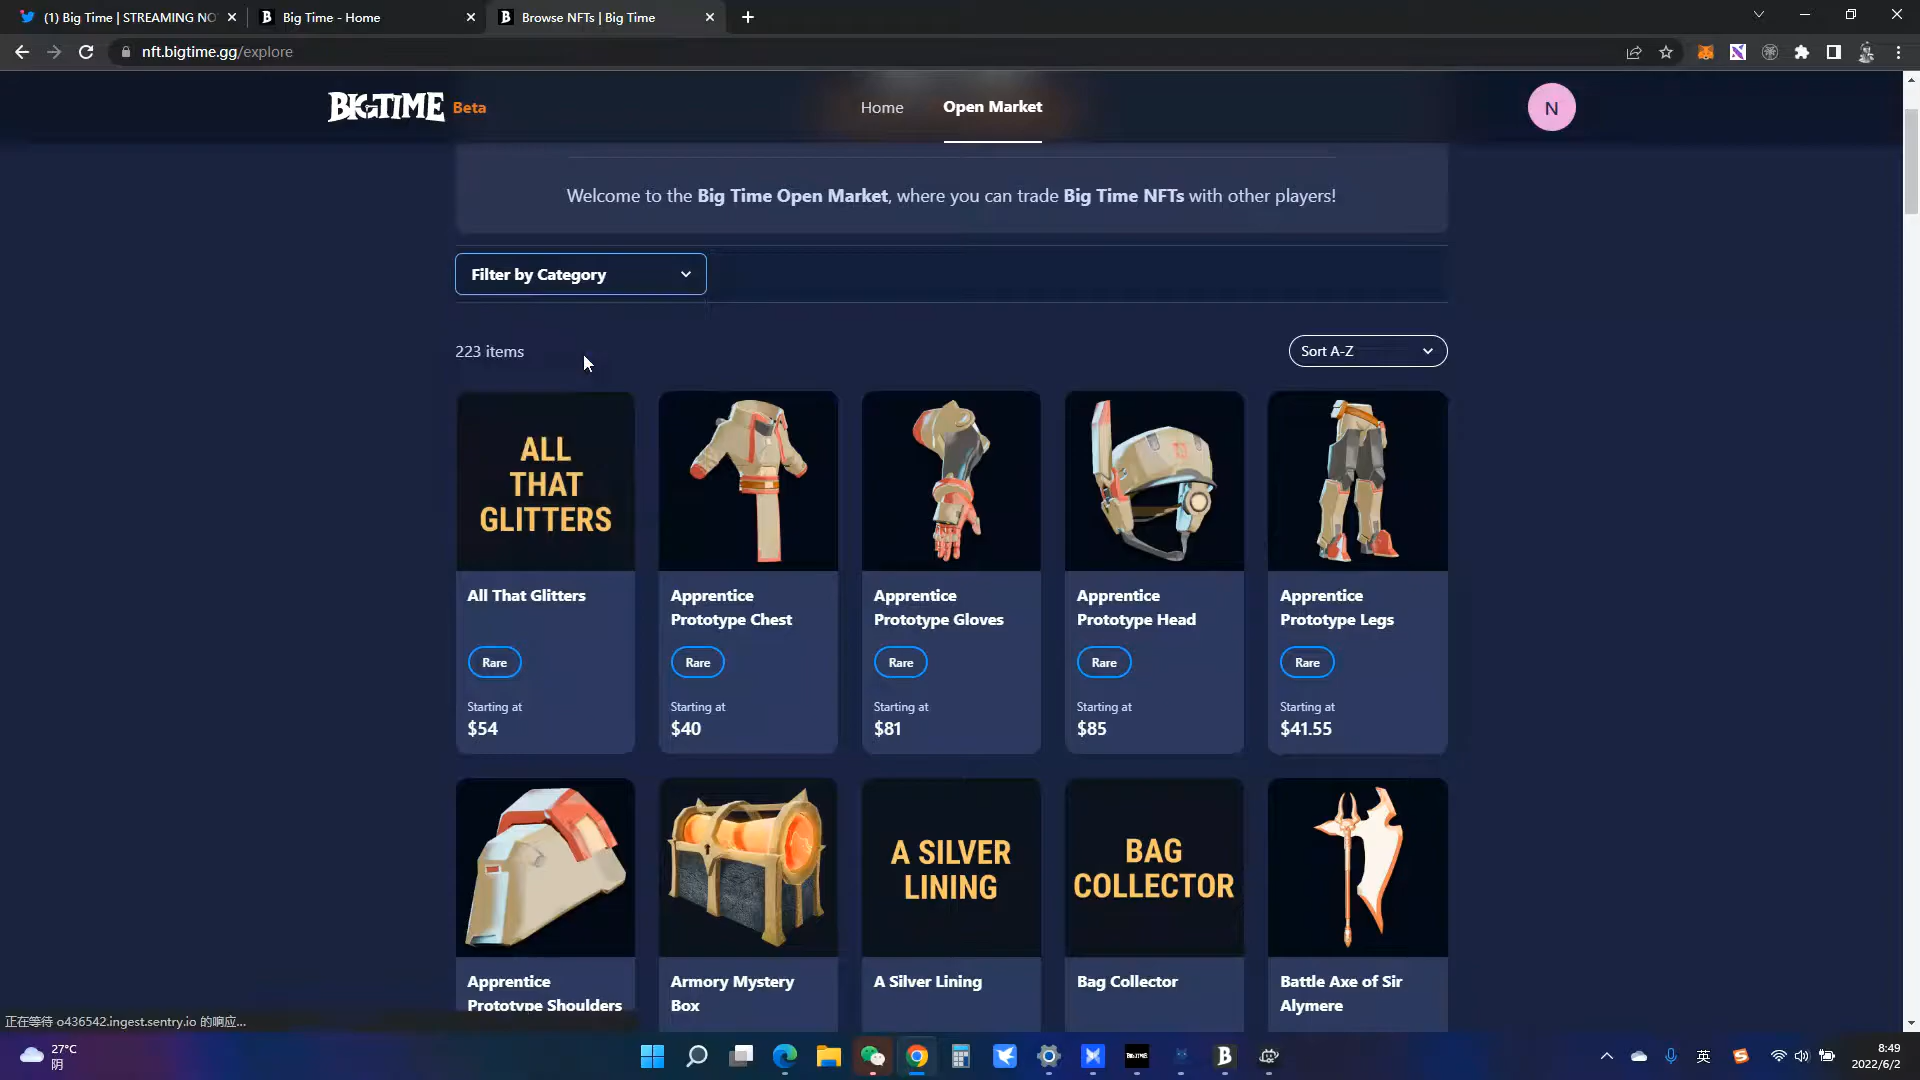 (1) Big Time | STREAMING NO
Big Time - Home
Browse NFTs | Big Time
nft.bigtime.gg/explore
BIGTIME Beta
Home
Open Market
N
Welcome to the Big Time Open Market, where you can trade Big Time NFTs with other players!
Filter by Category
223 items
Sort A-Z
ALL
THAT
GLITTERS
All That Glitters
Rare
Starting at
$54
Apprentice
Prototype Chest
Rare
Starting at
$40
Apprentice
Prototype Gloves
Rare
Starting at
$81
Apprentice
Prototype Head
Rare
Starting at
$85
Apprentice
Prototype Legs
Rare
Starting at
$41.55
Apprentice
Prototype Shoulders
Armory Mystery
Box
A SILVER
LINING
A Silver Lining
BAG
COLLECTOR
Bag Collector
Battle Axe of Sir
Alymere
正在等待 o436542.ingest.sentry.io 的响应...
27°C
阴
BIGTIME
英
8:49
2022/6/2